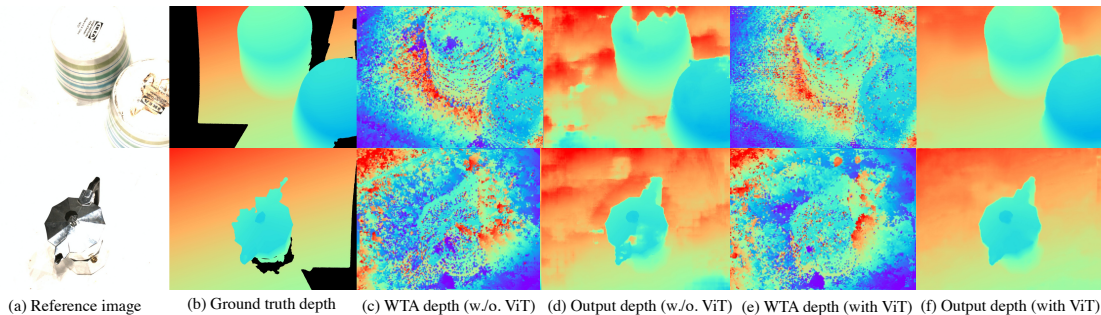 (a) Reference image
(b) Ground truth depth
(c) WTA depth (w./o. ViT)
(d) Output depth (w./o. ViT)
(e) WTA depth (with ViT)
(f) Output depth (with ViT)